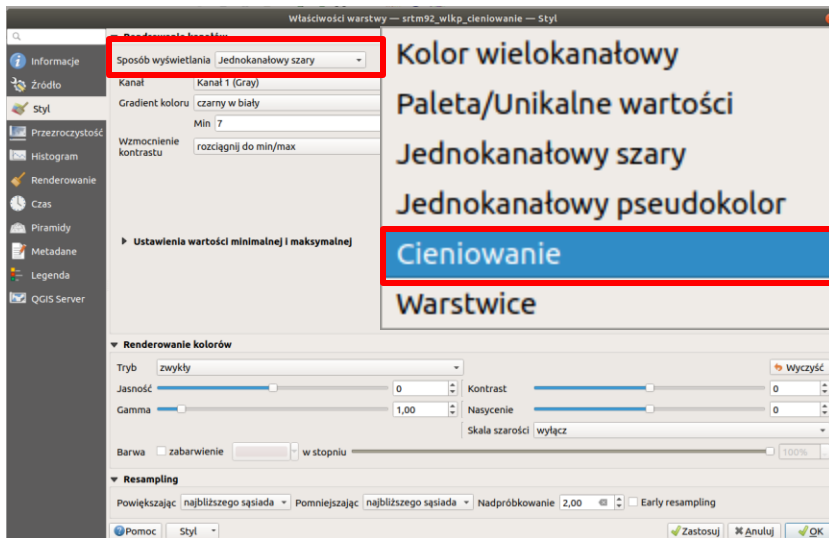 Właściwości warstwy — srtm92_wlkp_cieniowanie — Styl
Informacje
Źródło
Styl
Przezroczystość
Histogram
Renderowanie
Czas
Piramidy
Metadane
Legenda
QGIS Server
Renderowanie kanałów
Sposób wyświetlania Jednokanałowy szary
Kanał Kanał 1 (Gray)
Gradient koloru czarny w biały
Min 7
Wzmocnienie kontrastu rozciągnij do min/max
Ustawienia wartości minimalnej i maksymalnej
Kolor wielokanałowy
Paleta/Unikalne wartości
Jednokanałowy szary
Jednokanałowy pseudokolor
Cieniowanie
Warstwice
Renderowanie kolorów
Tryb zwykły
Wyczyść
Jasność 0 Kontrast 0
Gamma 1,00 Nasycenie 0
Skala szarości wyłącz
Barwa zabarwienie w stopniu 100%
Resampling
Powiększając najbliższego sąsiada Pomniejszając najbliższego sąsiada Nadpróbkowanie 2,00 Early resampling
Pomoc Styl Zastosuj Anuluj OK